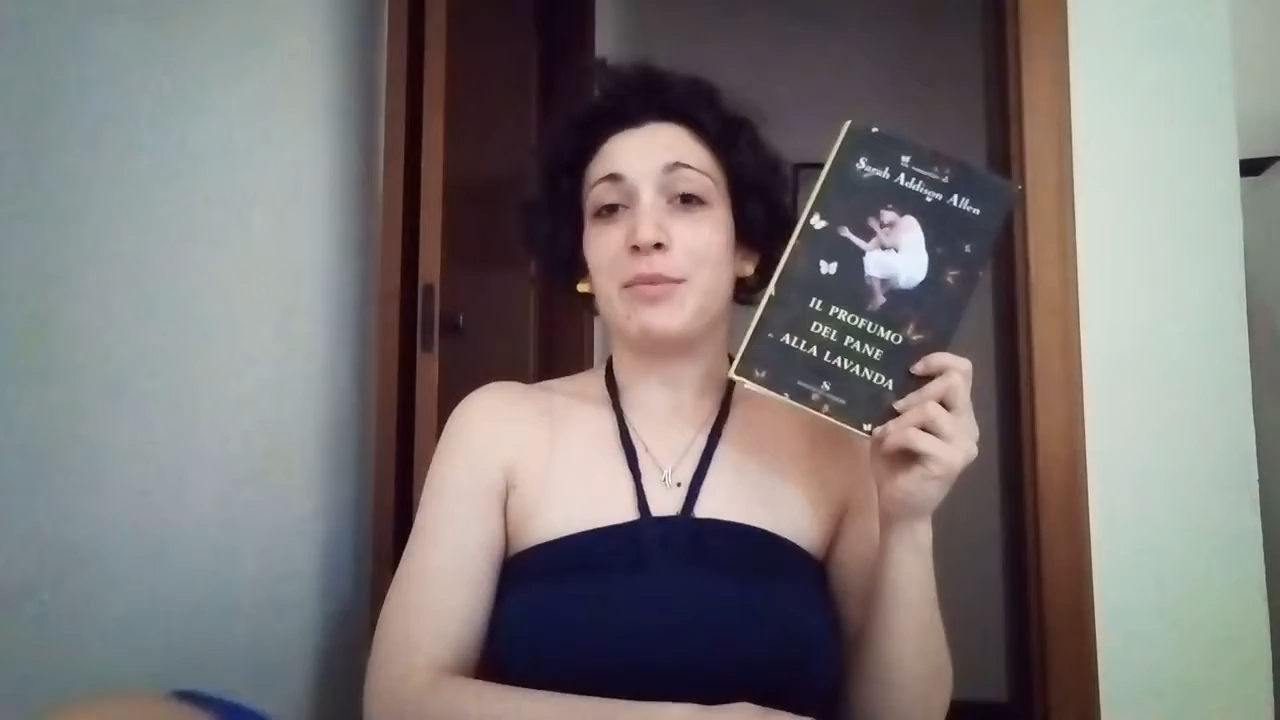 Sarah Addison Allen
IL PROFUMO
DEL PANE
ALLA LAVANDA
S